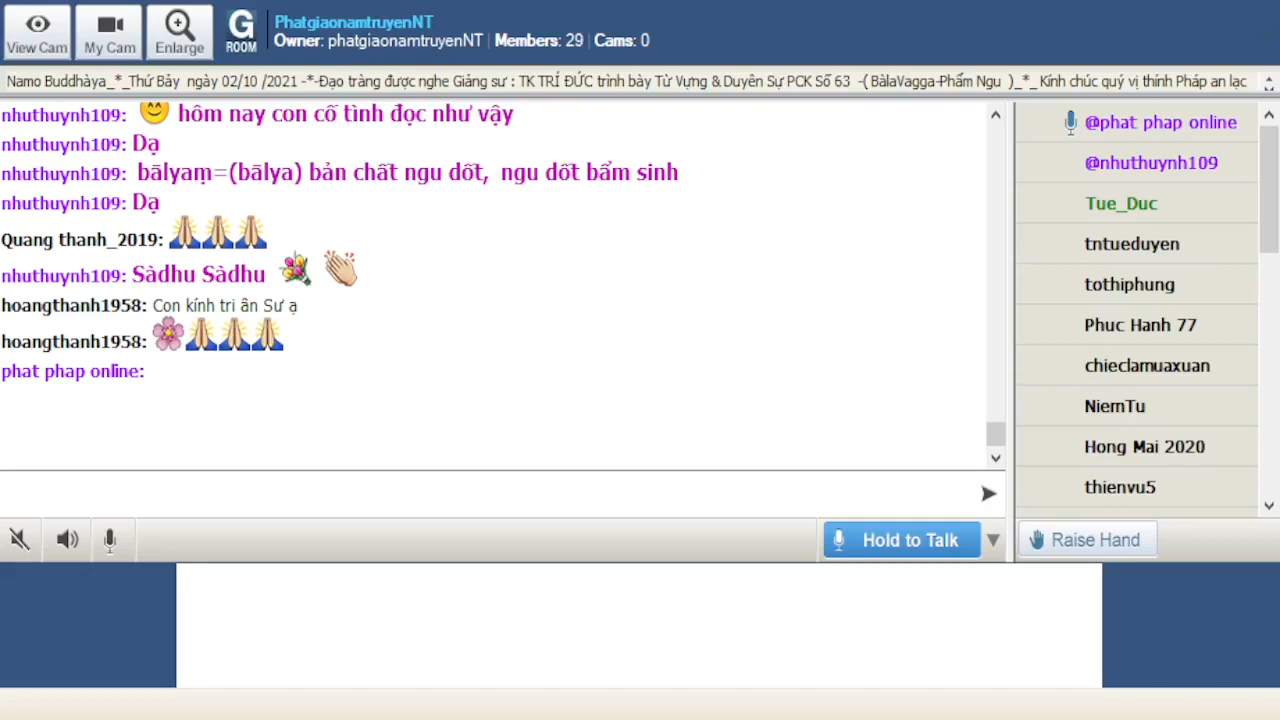 PhatgiaonamtruyenNT
View Cam My Cam Enlarge G ROOM Owner: phatgiaonamtruyenNT | Members: 29 | Cams: 0
Namo Buddhàya_*_Thứ Bảy ngày 02/10 /2021 -*-Đạo tràng được nghe Giảng sư : TK TRÍ ĐỨC trình bày Từ Vựng & Duyên Sự PCK Số 63 -( BàlaVagga-Phẩm Ngu )_*_ Kính chúc quý vị thính Pháp an lạc
nhuthuynh109: hôm nay con cố tình đọc như vậy
nhuthuynh109: Dạ
nhuthuynh109: bālyaṃ=(bālya) bản chất ngu dốt, ngu dốt bẩm sinh
nhuthuynh109: Dạ
Quang thanh_2019:
nhuthuynh109: Sàdhu Sàdhu
hoangthanh1958: Con kính tri ân Sư ạ
hoangthanh1958:
phat phap online:
@phat phap online
@nhuthuynh109
Tue_Duc
tntueduyen
tothiphung
Phuc Hanh 77
chieclamuaxuan
NiemTu
Hong Mai 2020
thienvu5
Hold to Talk
Raise Hand